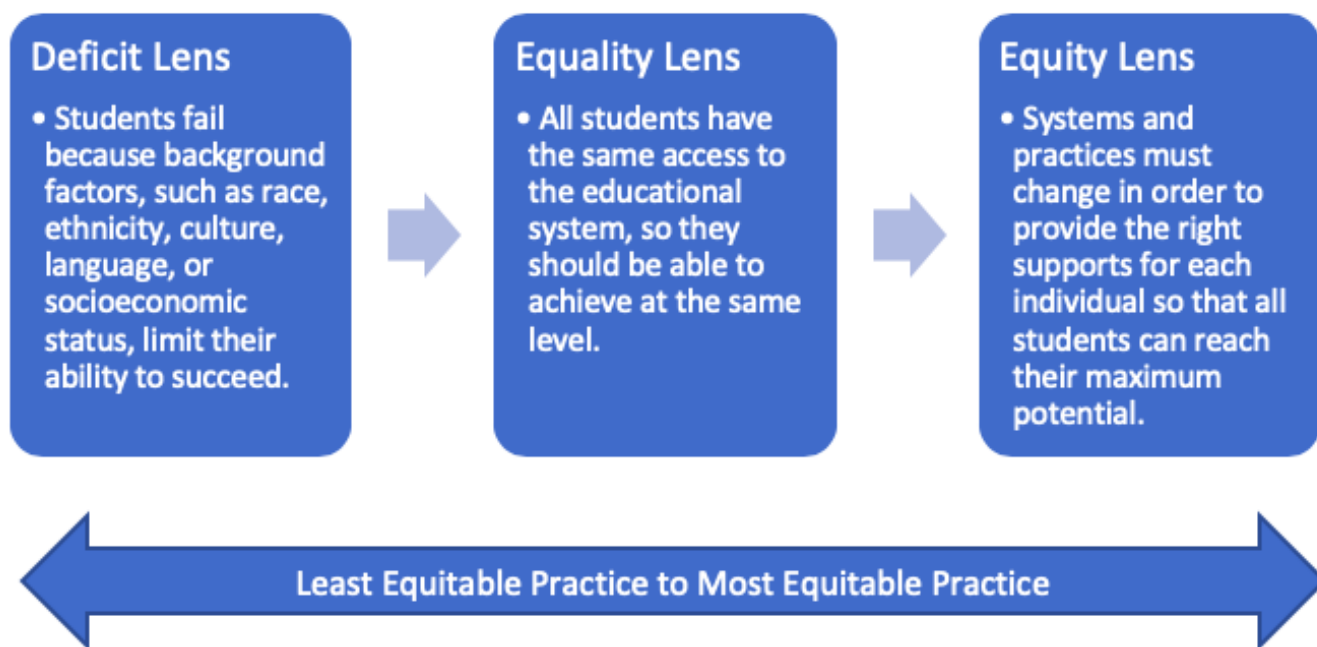 Deficit Lens
• Students fail
because background
factors, such as race,
ethnicity, culture,
language, or
socioeconomic
status, limit their
ability to succeed.
Equality Lens
• All students have
the same access to
the educational
system, so they
should be able to
achieve at the same
level.
Equity Lens
• Systems and
practices must
change in order to
provide the right
supports for each
individual so that all
students can reach
their maximum
potential.
Least Equitable Practice to Most Equitable Practice